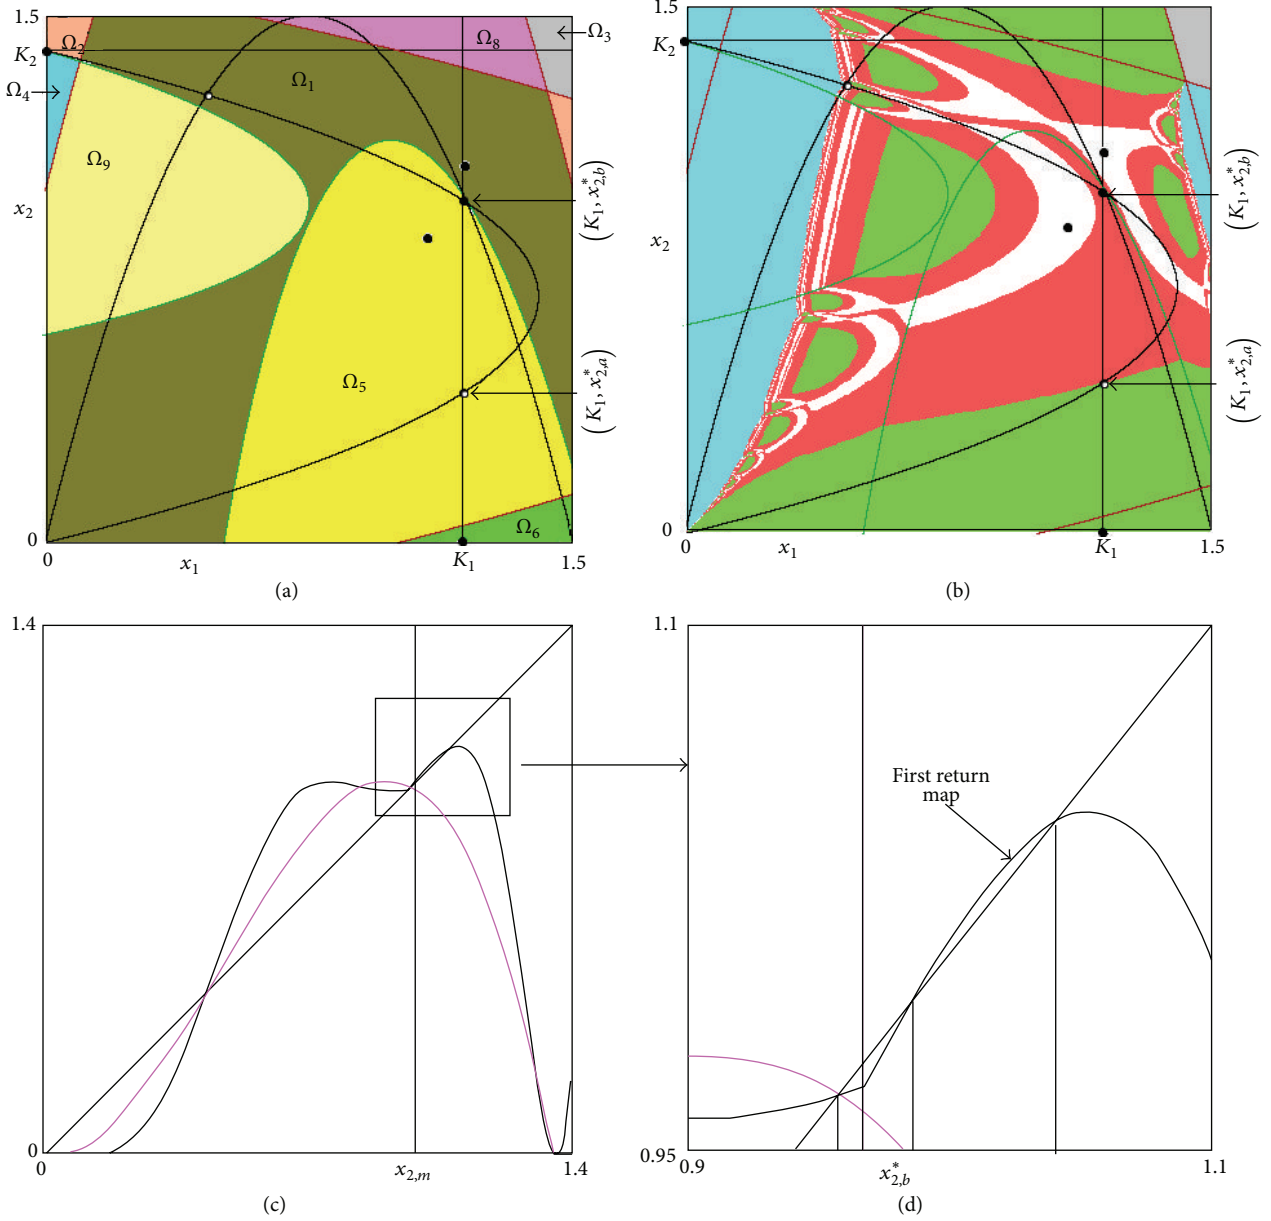 1.5
K₂
Ω₂
Ω₄
Ω₁
Ω₈
Ω₃
Ω₉
x₂
(K₁, x*₂,b)
Ω₅
(K₁, x*₂,a)
Ω₆
0
0
x₁
K₁
1.5
(a)
1.5
K₂
x₂
(K₁, x*₂,b)
(K₁, x*₂,a)
0
0
x₁
K₁
1.5
(b)
1.4
0
0
x₂,m
1.4
(c)
1.1
First return
map
0.95
0.9
x*₂,b
1.1
(d)